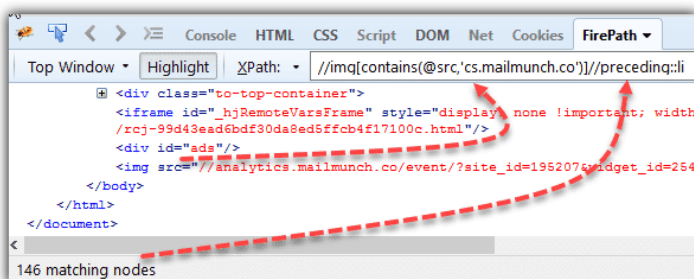 Console HTML CSS Script DOM Net Cookies FirePath
Top Window Highlight XPath: //img[contains(@src,'cs.mailmunch.co')]//preceding::li
<div class="to-top-container">
<iframe id="_hjRemoteVarsFrame" style="display: none !important; width
/rcj-99d43ead6bdf30da8ed5ffcb4f17100c.html"/>
<div id="ads"/>
<img src="//analytics.mailmunch.co/event/?site_id=195207&widget_id=254
</body>
</html>
</document>
146 matching nodes